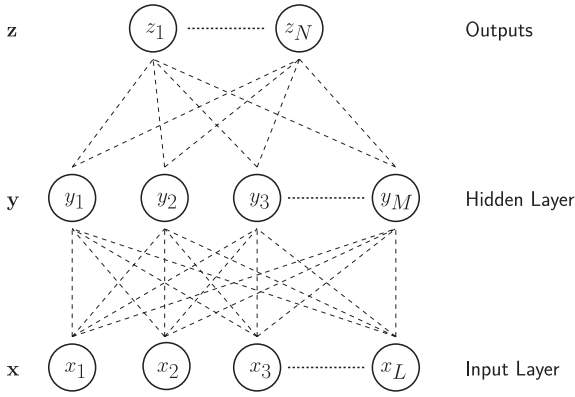 z z1 zN Outputs
y y1 y2 y3 yM Hidden Layer
x x1 x2 x3 xL Input Layer